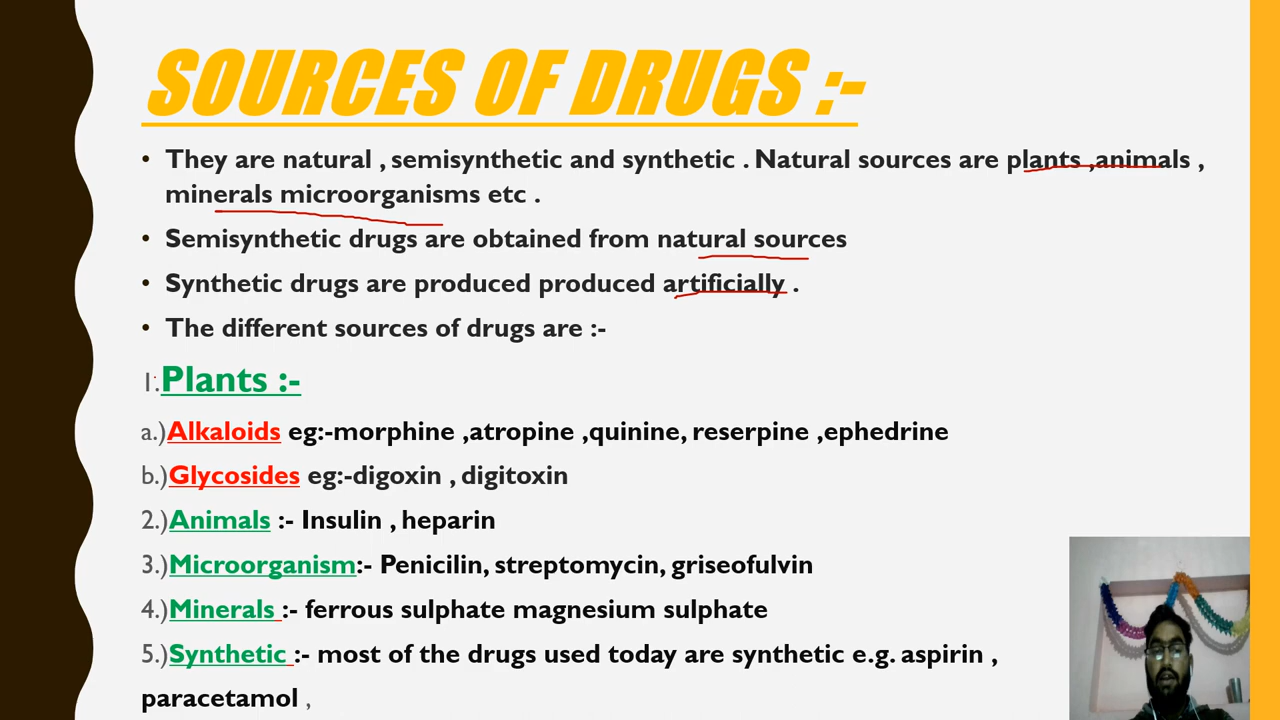 SOURCES OF DRUGS :-
• They are natural , semisynthetic and synthetic . Natural sources are plants ,animals ,
minerals microorganisms etc .
• Semisynthetic drugs are obtained from natural sources
• Synthetic drugs are produced produced artificially .
• The different sources of drugs are :-
1.Plants :-
a.)Alkaloids eg:-morphine ,atropine ,quinine, reserpine ,ephedrine
b.)Glycosides eg:-digoxin , digitoxin
2.)Animals :- Insulin , heparin
3.)Microorganism:- Penicilin, streptomycin, griseofulvin
4.)Minerals :- ferrous sulphate magnesium sulphate
5.)Synthetic :- most of the drugs used today are synthetic e.g. aspirin ,
paracetamol ,